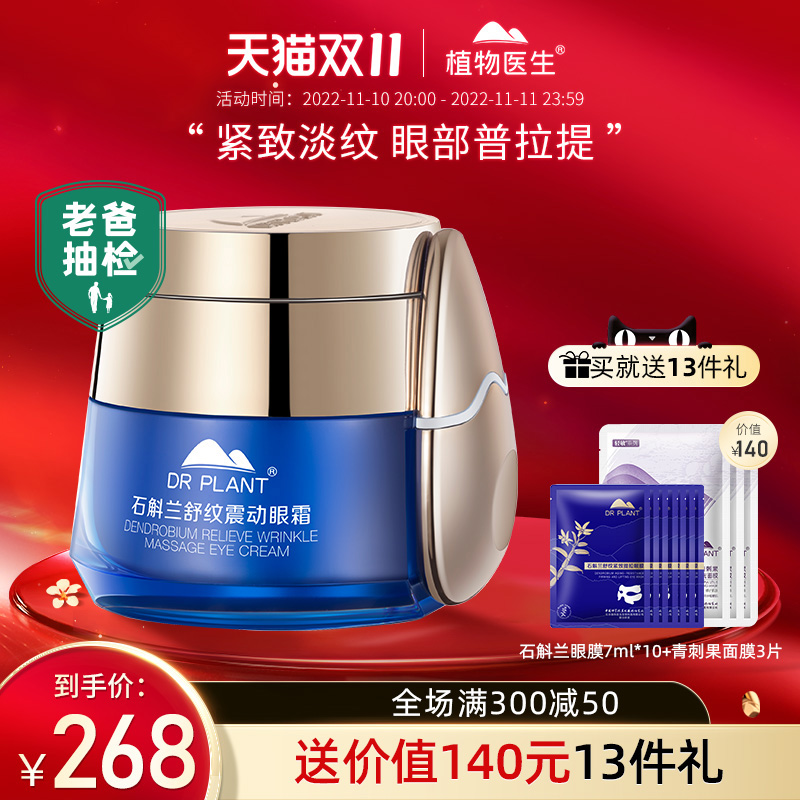 天猫双11 植物医生®
活动时间：2022-11-10 20:00 - 2022-11-11 23:59
“ 紧致淡纹 眼部普拉提 ”
老爸
抽检
买就送13件礼
价值
¥140
DR PLANT®
石斛兰舒纹震动眼霜
DENDROBIUM RELIEVE WRINKLE
MASSAGE EYE CREAM
DR PLANT
石斛兰眼膜7ml*10+青刺果面膜3片
到手价：
¥268
全场满300减50
送价值140元13件礼